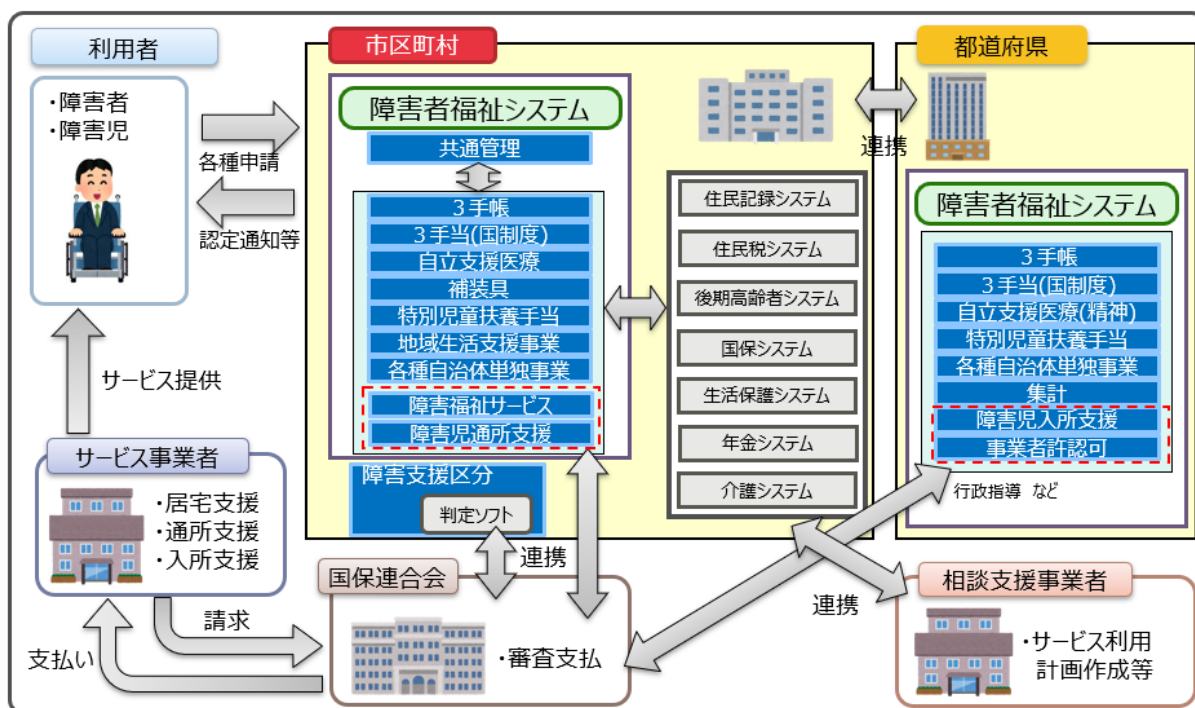 利用者
・障害者
・障害児
各種申請
認定通知等
サービス提供
サービス事業者
・居宅支援
・通所支援
・入所支援
請求
支払い
市区町村
障害者福祉システム
共通管理
3手帳
3手当(国制度)
自立支援医療
補装具
特別児童扶養手当
地域生活支援事業
各種自治体単独事業
障害福祉サービス
障害児通所支援
障害支援区分
判定ソフト
住民記録システム
住民税システム
後期高齢者システム
国保システム
生活保護システム
年金システム
介護システム
連携
都道府県
障害者福祉システム
3手帳
3手当(国制度)
自立支援医療(精神)
特別児童扶養手当
各種自治体単独事業
集計
障害児入所支援
事業者許認可
行政指導 など
国保連合会
連携
・審査支払
連携
相談支援事業者
・サービス利用
計画作成等